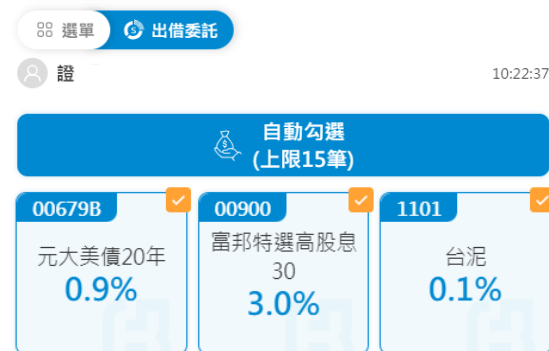 選單
出借委託
證
10:22:37
自動勾選
(上限15筆)
00679B
00900
1101
元大美債20年
0.9%
富邦特選高股息
30
3.0%
台泥
0.1%